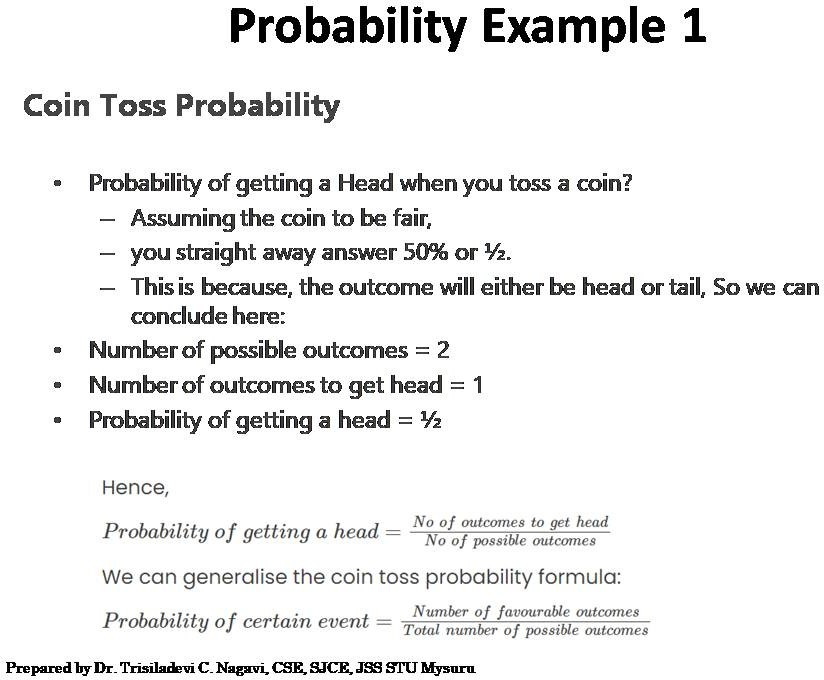 Probability Example 1
Coin Toss Probability
• Probability of getting a Head when you toss a coin?
– Assuming the coin to be fair,
– you straight away answer 50% or ½.
– This is because, the outcome will either be head or tail, So we can
conclude here:
• Number of possible outcomes = 2
• Number of outcomes to get head = 1
• Probability of getting a head = ½
Hence,
Probability of getting a head = No of outcomes to get head / No of possible outcomes
We can generalise the coin toss probability formula:
Probability of certain event = Number of favourable outcomes / Total number of possible outcomes
Prepared by Dr. Trisiladevi C. Nagavi, CSE, SJCE, JSS STU Mysuru